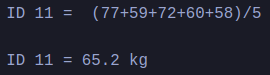 ID 11 =  (77+59+72+60+58)/5
ID 11 = 65.2 kg